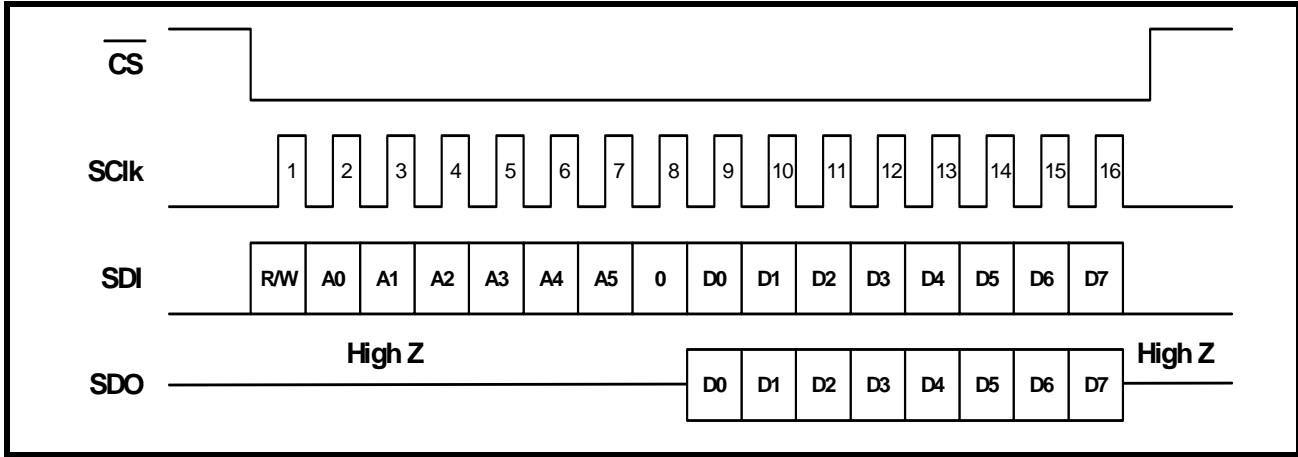 CS
SClk 1 2 3 4 5 6 7 8 9 10 11 12 13 14 15 16
SDI R/W A0 A1 A2 A3 A4 A5 0 D0 D1 D2 D3 D4 D5 D6 D7
High Z High Z
SDO D0 D1 D2 D3 D4 D5 D6 D7